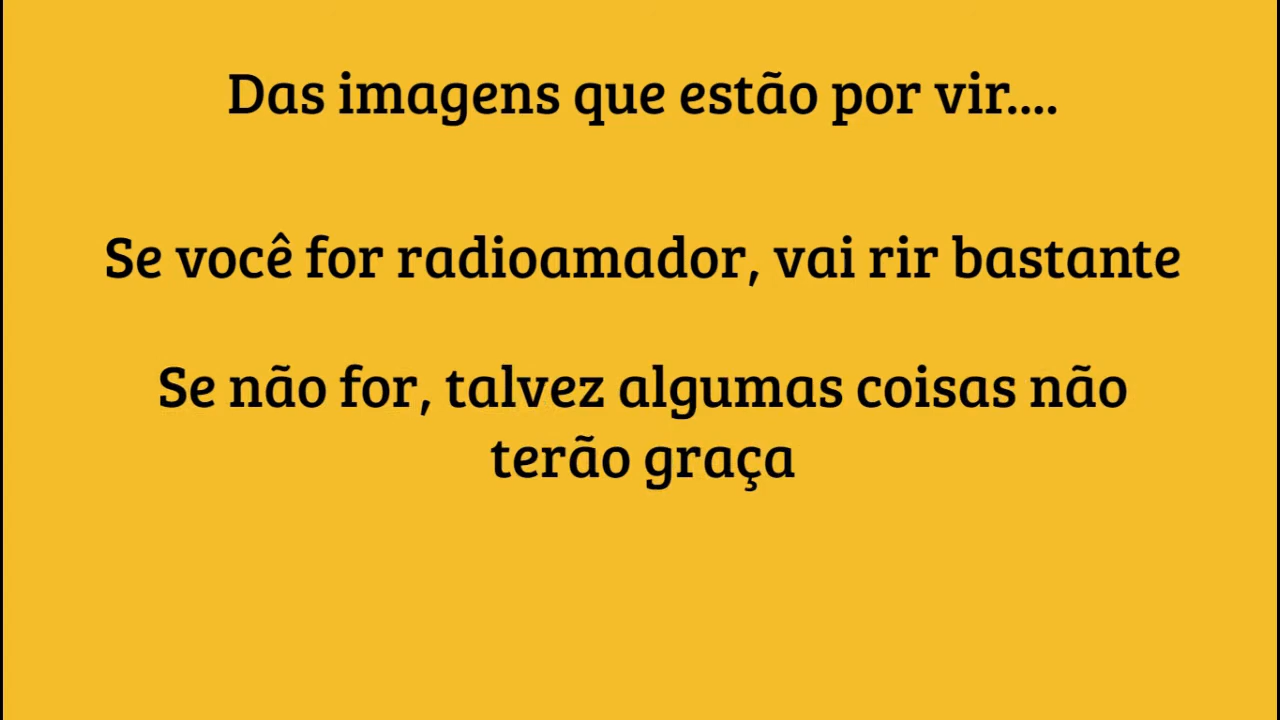 Das imagens que estão por vir....
Se você for radioamador, vai rir bastante
Se não for, talvez algumas coisas não
terão graça